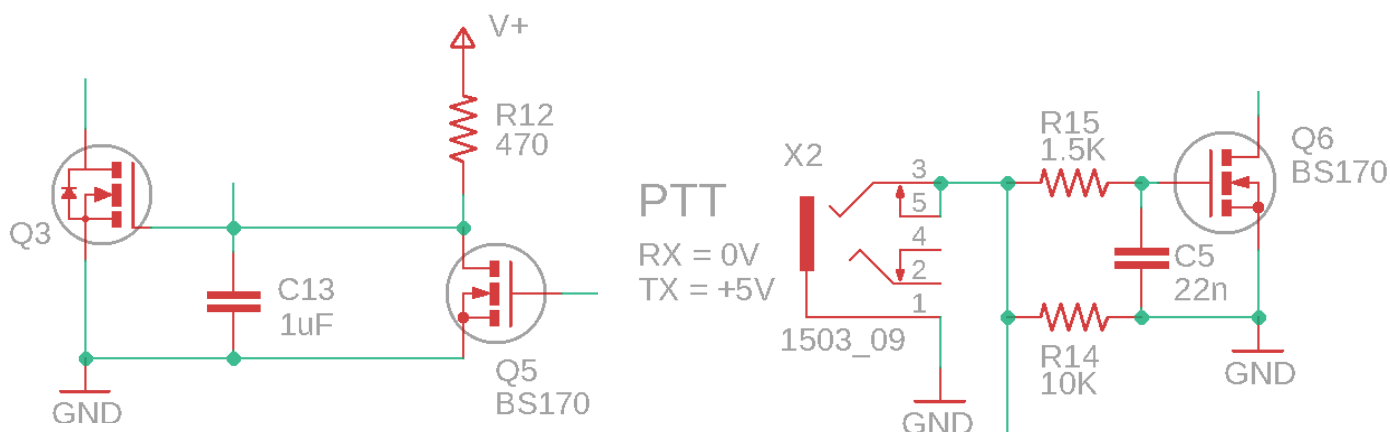 V+
R12
470
Q3
C13
1uF
Q5
BS170
GND
PTT
RX = 0V
TX = +5V
X2
3
5
4
2
1
1503_09
GND
R15
1.5K
Q6
BS170
C5
22n
R14
10K
GND